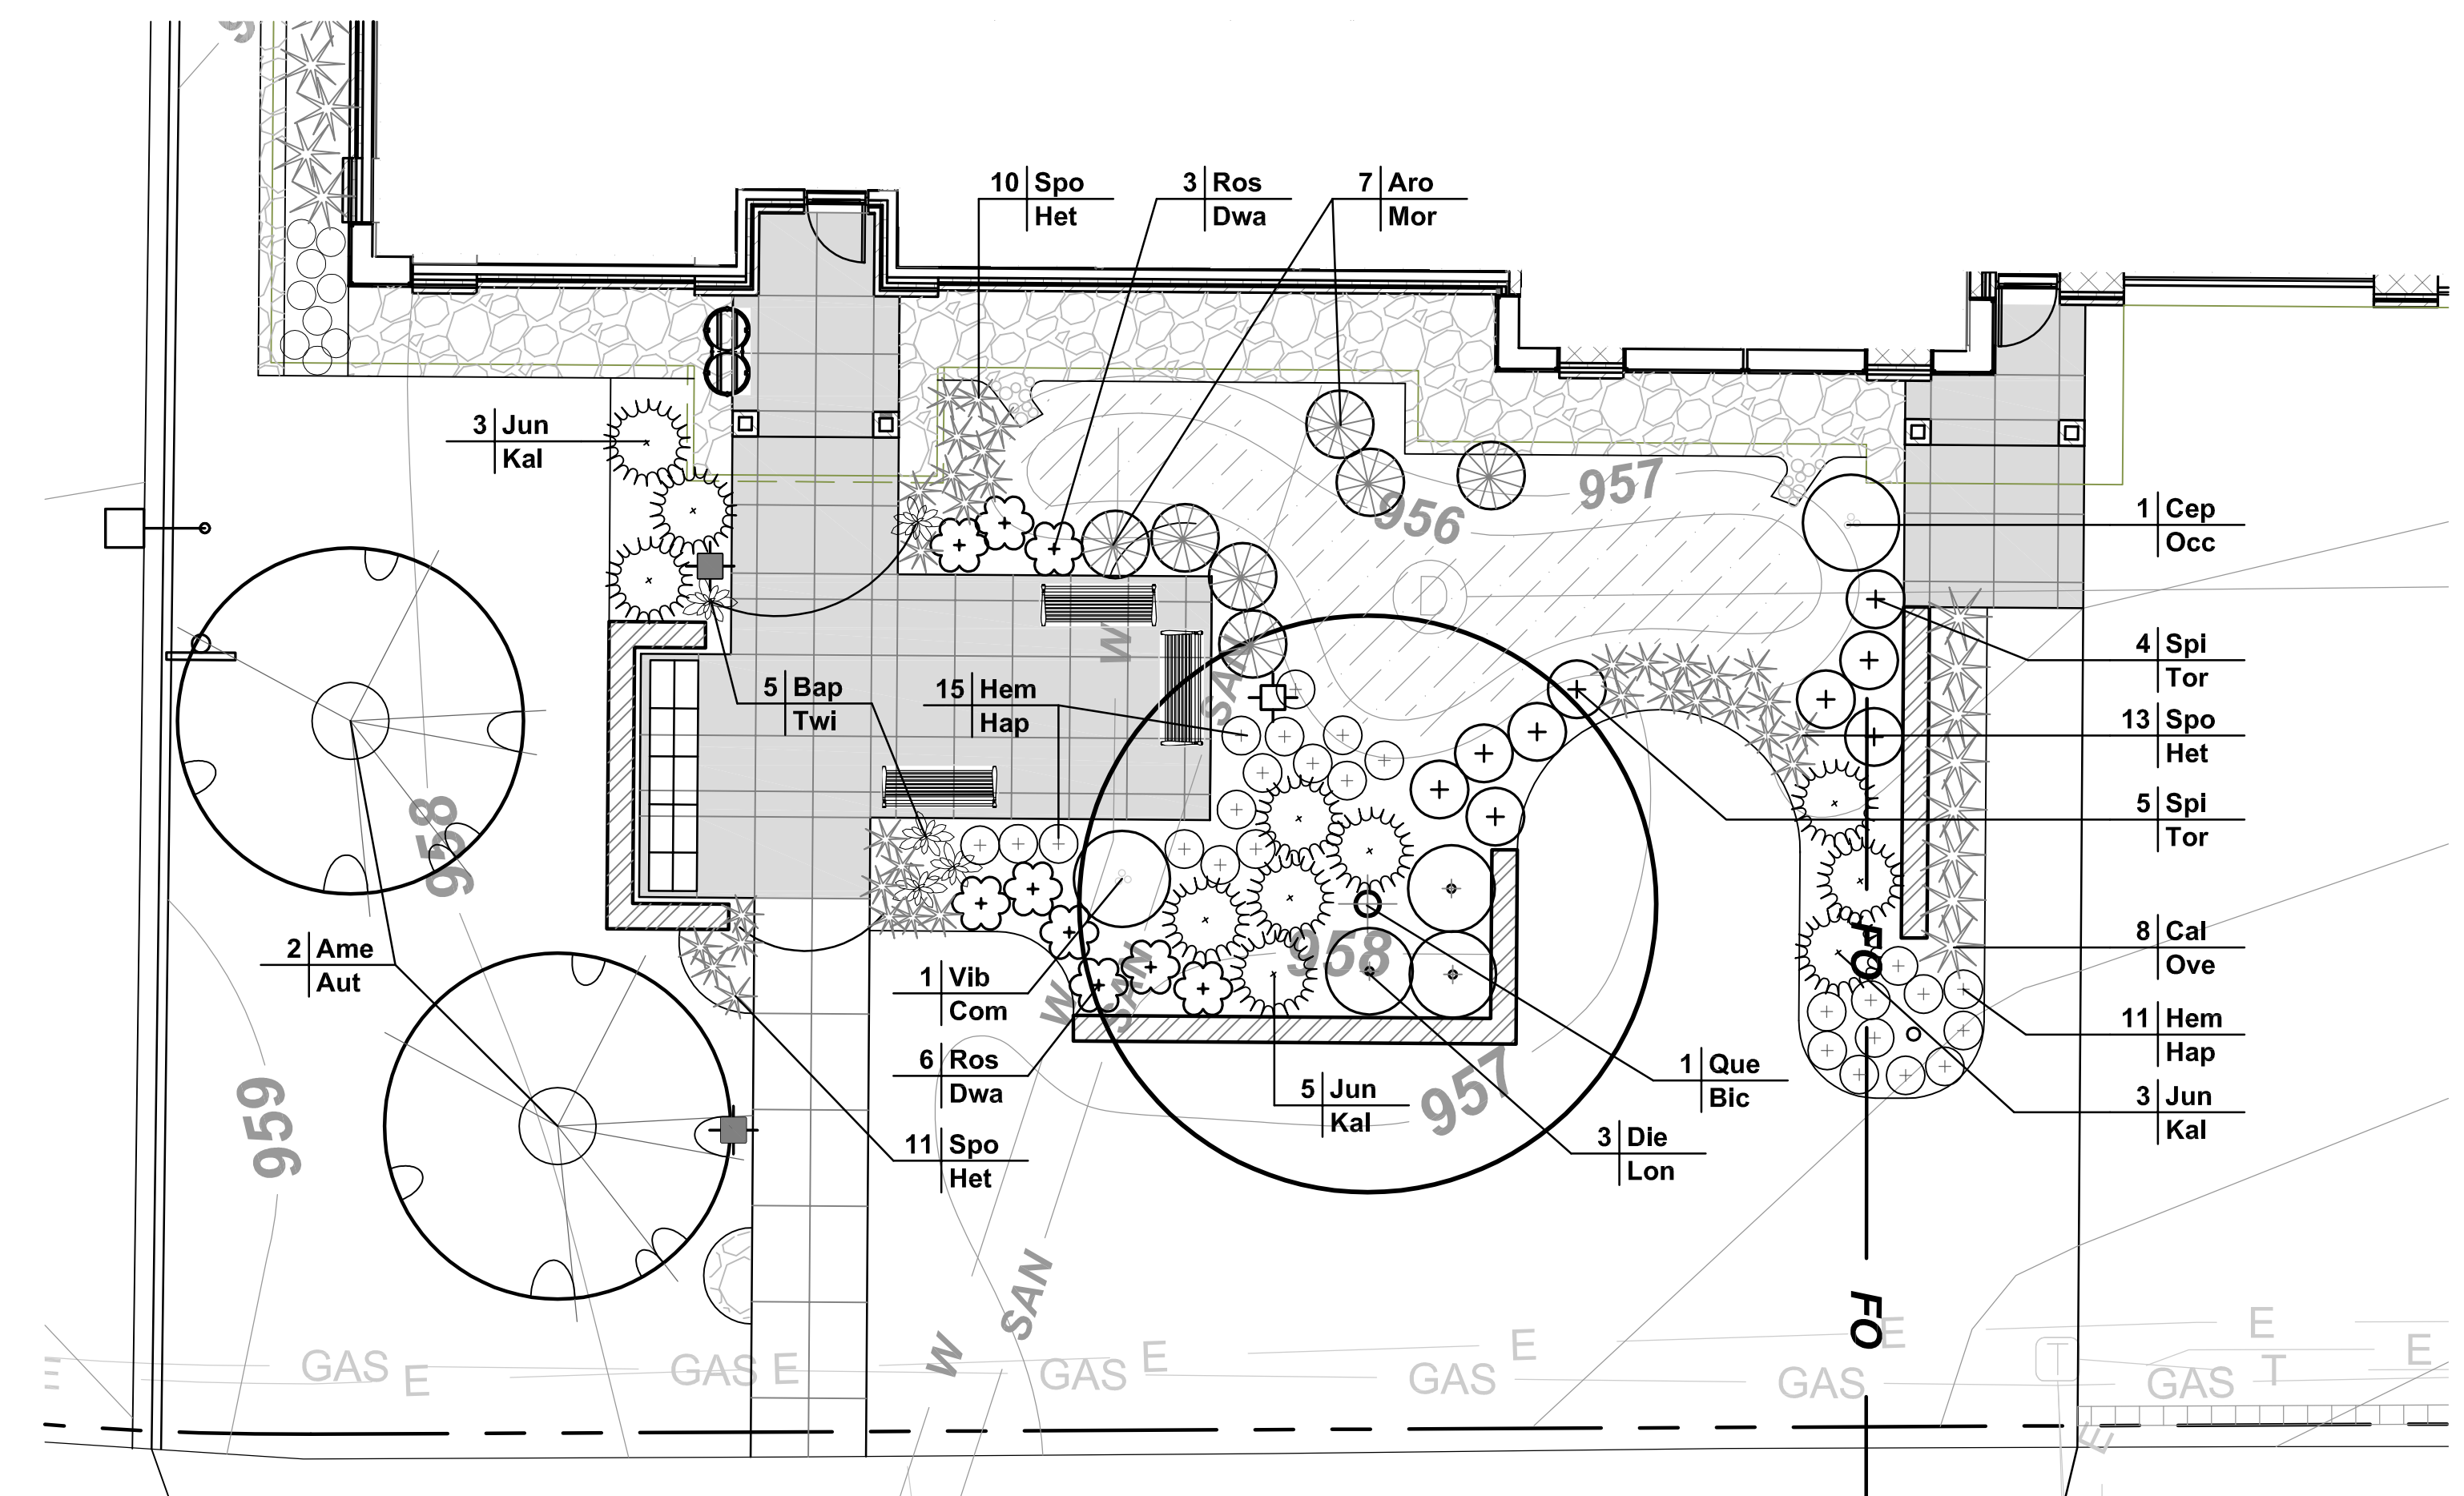 10 Spo
Het
3 Ros
Dwa
7 Aro
Mor
3 Jun
Kal
957
956
1 Cep
Occ
D
W
SAN
4 Spi
Tor
5 Bap
Twi
15 Hem
Hap
13 Spo
Het
5 Spi
Tor
958
2 Ame
Aut
1 Vib
Com
958
FO
8 Cal
Ove
W
SAN
11 Hem
Hap
6 Ros
Dwa
5 Jun
Kal
957
1 Que
Bic
3 Jun
Kal
959
11 Spo
Het
3 Die
Lon
SAN
W
FO
E
GAS
E
GAS
E
GAS
E
GAS
E
GAS
E
T
GAS
E
T
E
E